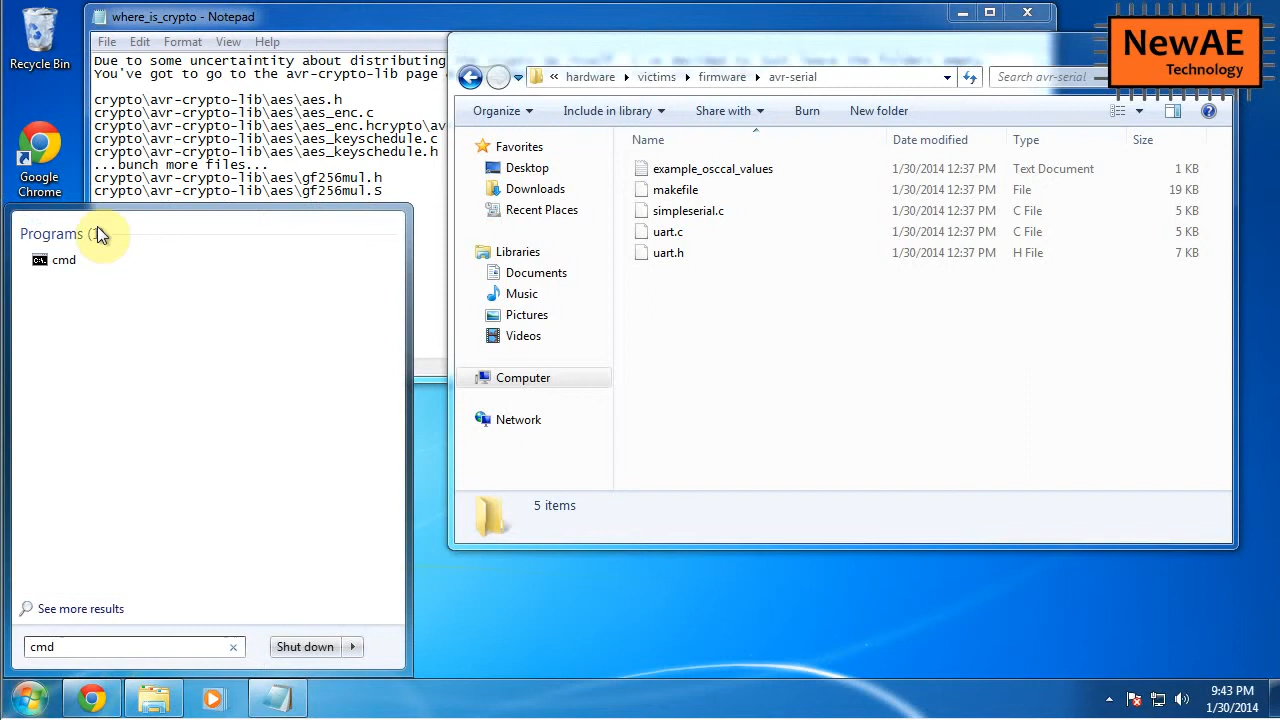 Recycle Bin
Google
Chrome
where_is_crypto - Notepad
File Edit Format View Help
Due to some uncertaintity about distributing
You've got to go to the avr-crypto-lib page
crypto\avr-crypto-lib\aes\aes.h
crypto\avr-crypto-lib\aes\aes_enc.c
crypto\avr-crypto-lib\aes\aes_enc.hcrypto\av
crypto\avr-crypto-lib\aes\aes_keyschedule.c
crypto\avr-crypto-lib\aes\aes_keyschedule.h
...bunch more files...
crypto\avr-crypto-lib\aes\gf256mul.h
crypto\avr-crypto-lib\aes\gf256mul.S
NewAE
Technology
« hardware victims firmware avr-serial
Search avr-serial
Organize Include in library Share with Burn New folder
Favorites
Desktop
Downloads
Recent Places
Libraries
Documents
Music
Pictures
Videos
Computer
Network
Name Date modified Type Size
example_osccal_values 1/30/2014 12:37 PM Text Document 1 KB
makefile 1/30/2014 12:37 PM File 19 KB
simpleserial.c 1/30/2014 12:37 PM C File 5 KB
uart.c 1/30/2014 12:37 PM C File 5 KB
uart.h 1/30/2014 12:37 PM H File 7 KB
5 items
Programs (1)
cmd
See more results
cmd
Shut down
9:43 PM
1/30/2014